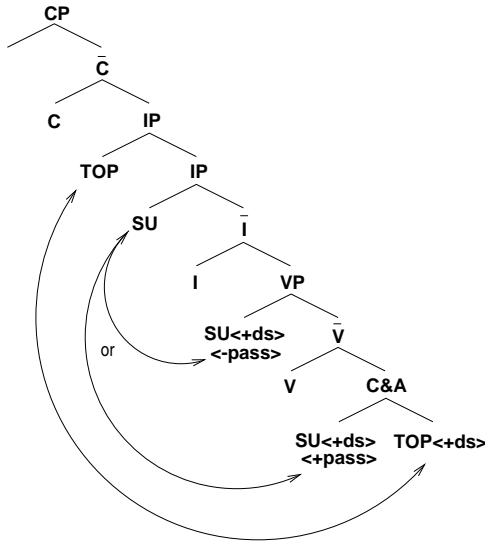 CP
C̄
C IP
TOP IP
SU Ī
I VP
SU<+ds> V̄
<-pass>
or
V C&A
SU<+ds> TOP<+ds>
<+pass>